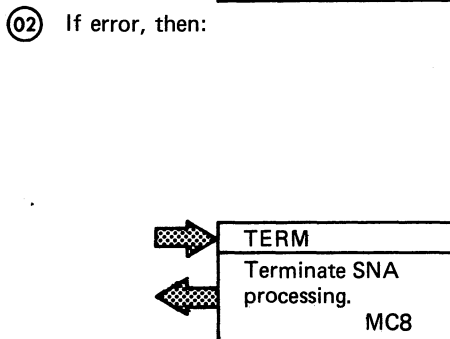 02 If error, then:
TERM
Terminate SNA
processing.
MC8